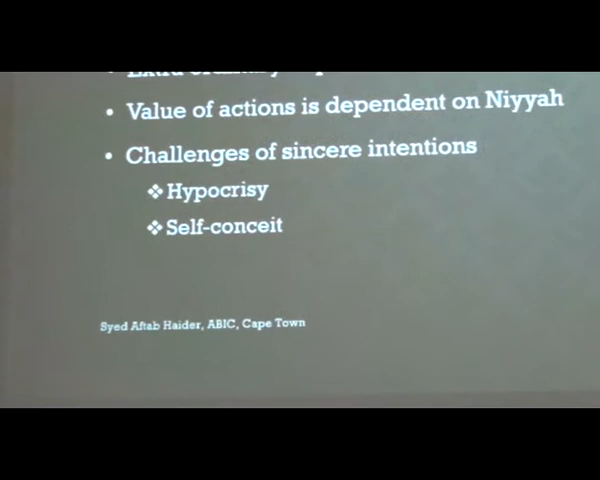 • Value of actions is dependent on Niyyah
• Challenges of sincere intentions
❖ Hypocrisy
❖ Self-conceit
Syed Aftab Haider, ABIC, Cape Town